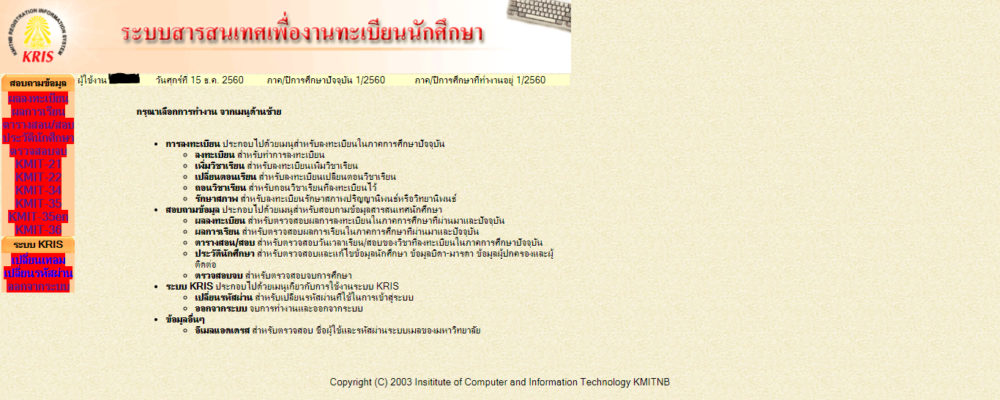 KMITNB REGISTRATION INFORMATION SYSTEM
KRIS
ระบบสารสนเทศเพื่องานทะเบียนนักศึกษา
สอบถามข้อมูล
ผู้ใช้งาน วันศุกร์ที่ 15 ธ.ค. 2560 ภาค/ปีการศึกษาปัจจุบัน 1/2560 ภาค/ปีการศึกษาที่ทำงานอยู่ 1/2560
ผลลงทะเบียน
ผลการเรียน
ตารางสอน/สอบ
ประวัตินักศึกษา
ตรวจสอบจบ
KMIT-21
KMIT-22
KMIT-34
KMIT-35
KMIT-35en
KMIT-36
ระบบ KRIS
เปลี่ยนเทอม
เปลี่ยนรหัสผ่าน
ออกจากระบบ
กรุณาเลือกการทำงาน จากเมนูด้านซ้าย
การลงทะเบียน ประกอบไปด้วยเมนูสำหรับลงทะเบียนในภาคการศึกษาปัจจุบัน
ลงทะเบียน สำหรับทำการลงทะเบียน
เพิ่มวิชาเรียน สำหรับลงทะเบียนเพิ่มวิชาเรียน
เปลี่ยนตอนเรียน สำหรับลงทะเบียนเปลี่ยนตอนวิชาเรียน
ถอนวิชาเรียน สำหรับถอนวิชาเรียนที่ลงทะเบียนไว้
รักษาสภาพ สำหรับลงทะเบียนรักษาสภาพปริญญานิพนธ์หรือวิทยานิพนธ์
สอบถามข้อมูล ประกอบไปด้วยเมนูสำหรับสอบถามข้อมูลสารสนเทศนักศึกษา
ผลลงทะเบียน สำหรับตรวจสอบผลการลงทะเบียนในภาคการศึกษาที่ผ่านมาและปัจจุบัน
ผลการเรียน สำหรับตรวจสอบผลการเรียนในภาคการศึกษาที่ผ่านมาและปัจจุบัน
ตารางสอน/สอบ สำหรับตรวจสอบวันเวลาเรียน/สอบของวิชาที่ลงทะเบียนในภาคการศึกษาปัจจุบัน
ประวัตินักศึกษา สำหรับตรวจสอบและแก้ไขข้อมูลนักศึกษา ข้อมูลบิดา-มารดา ข้อมูลผู้ปกครองและผู้
ติดต่อ
ตรวจสอบจบ สำหรับตรวจสอบจบการศึกษา
ระบบ KRIS ประกอบไปด้วยเมนูเกี่ยวกับการใช้งานระบบ KRIS
เปลี่ยนรหัสผ่าน สำหรับเปลี่ยนรหัสผ่านที่ใช้ในการเข้าสู่ระบบ
ออกจากระบบ จบการทำงานและออกจากระบบ
ข้อมูลอื่นๆ
อีเมลแอดเดรส สำหรับตรวจสอบ ชื่อผู้ใช้และรหัสผ่านระบบเมลของมหาวิทยาลัย
Copyright (C) 2003 Insititute of Computer and Information Technology KMITNB